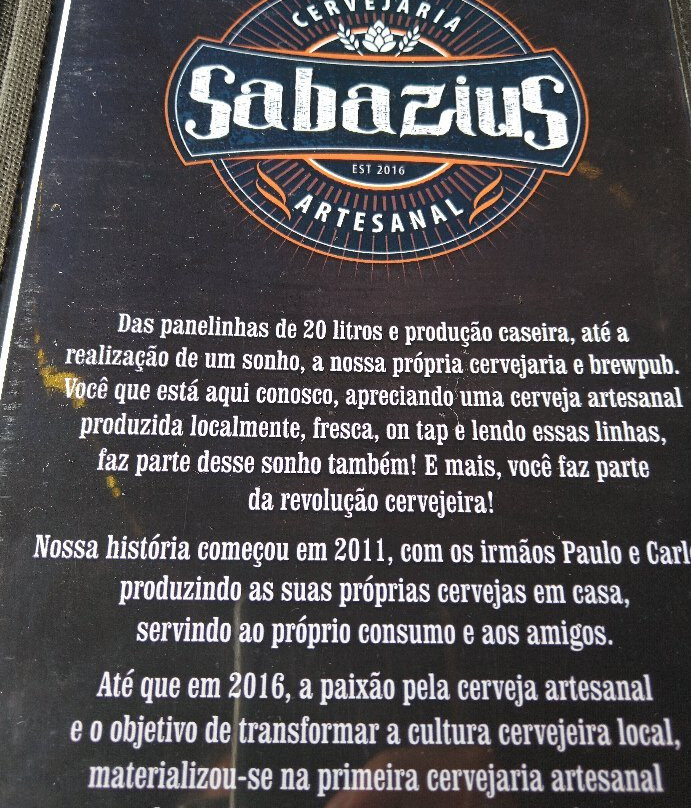 CERVEJARIA
Sabazius
EST 2016
ARTESANAL
Das panelinhas de 20 litros e produção caseira, até a
realização de um sonho, a nossa própria cervejaria e brewpub.
Você que está aqui conosco, apreciando uma cerveja artesanal
produzida localmente, fresca, on tap e lendo essas linhas,
faz parte desse sonho também! E mais, você faz parte
da revolução cervejeira!
Nossa história começou em 2011, com os irmãos Paulo e
produzindo as suas próprias cervejas em casa,
servindo ao próprio consumo e aos amigos.
Até que em 2016, a paixão pela cerveja artesanal
e o objetivo de transformar a cultura cervejeira local,
materializou-se na primeira cervejaria artesanal